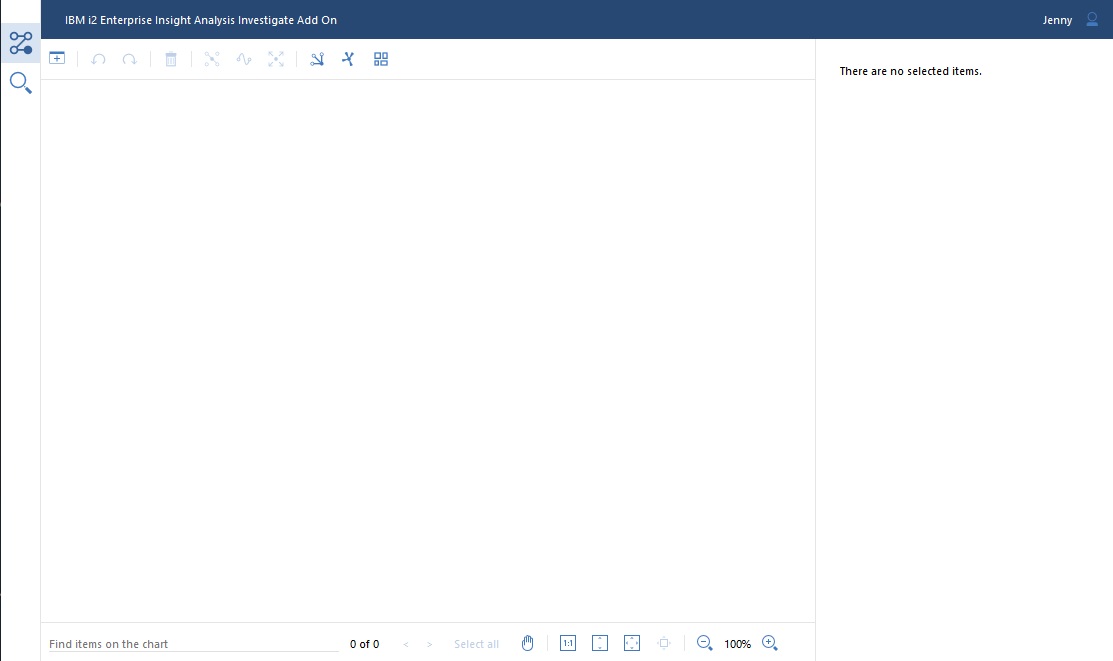 IBM i2 Enterprise Insight Analysis Investigate Add On
Jenny
There are no selected items.
Find items on the chart
0 of 0
<
>
Select all
1:1
100%